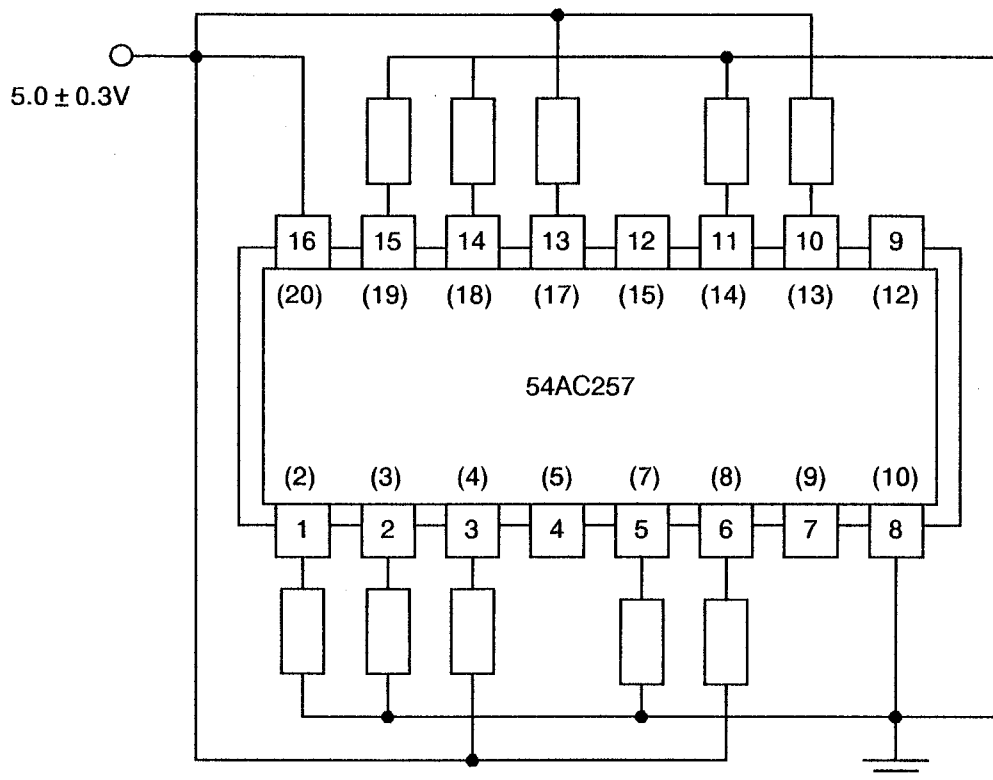 5.0 ± 0.3V
16 15 14 13 12 11 10 9
(20) (19) (18) (17) (15) (14) (13) (12)
54AC257
(2) (3) (4) (5) (7) (8) (9) (10)
1 2 3 4 5 6 7 8